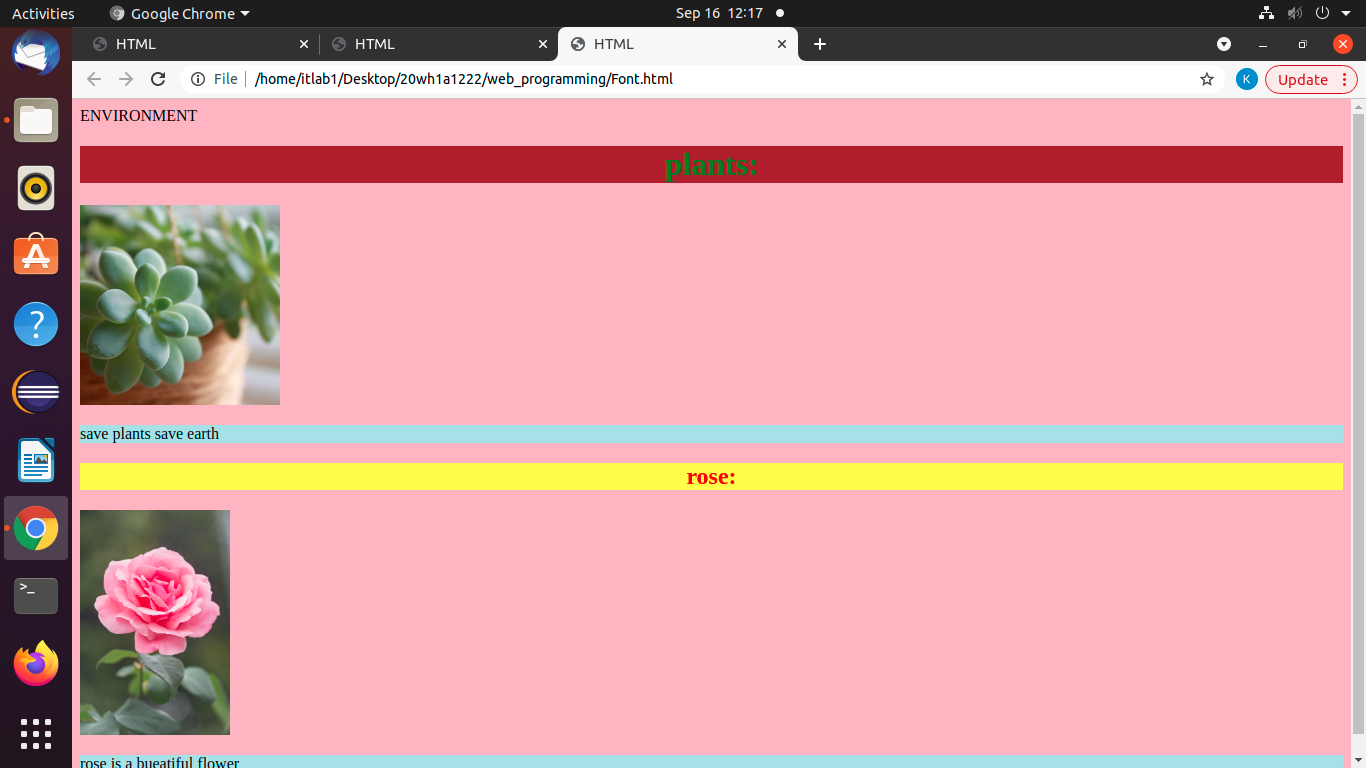 Activities
Google Chrome
Sep 16 12:17
HTML
HTML
HTML
File
/home/itlab1/Desktop/20wh1a1222/web_programming/Font.html
K
Update
ENVIRONMENT
plants:
save plants save earth
rose:
rose is a bueatiful flower